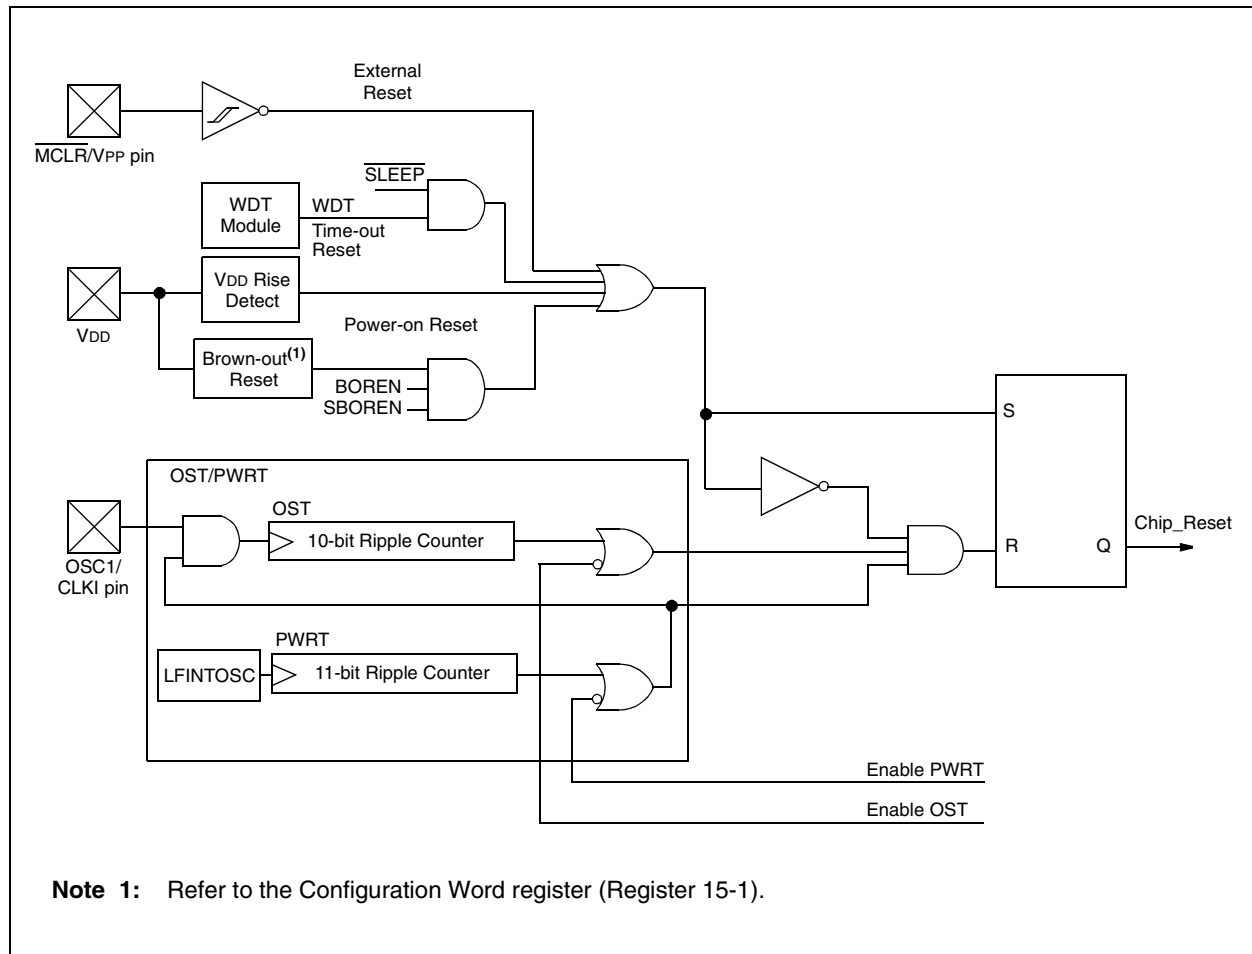 External
Reset
MCLR/VPP pin
SLEEP
WDT
Module
WDT
Time-out
Reset
VDD Rise
Detect
VDD
Power-on Reset
Brown-out(1)
Reset
BOREN
SBOREN
S
OST/PWRT
OST
10-bit Ripple Counter
OSC1/
CLKI pin
Chip_Reset
R
Q
PWRT
LFINTOSC
11-bit Ripple Counter
Enable PWRT
Enable OST
Note 1: Refer to the Configuration Word register (Register 15-1).